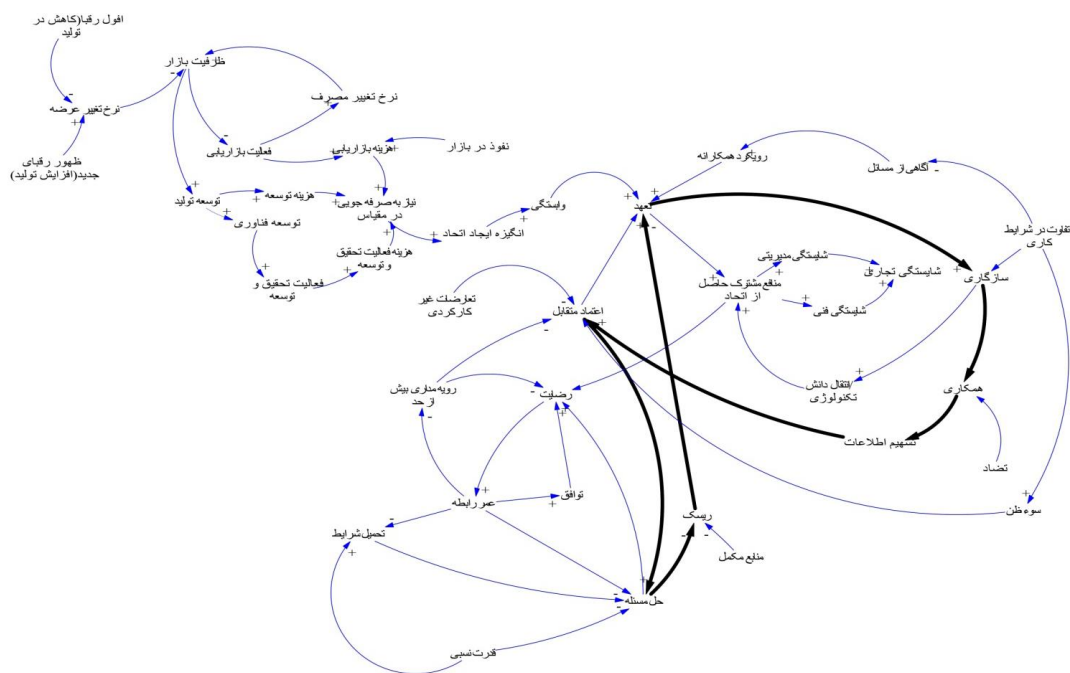 افول رقبا(کاهش در
تولید
ظرفیت بازار
نرخ تغییر مصرف
نرخ تغییر عرضه
ظهور رقبای
جدید(افزایش تولید)
فعالیت بازاریابی
هزینه بازاریابی
نفوذ در بازار
توسعه تولید
هزینه توسعه
نیاز به صرفه جویی
در مقیاس
توسعه فناوری
هزینه فعالیت تحقیق
و توسعه
فعالیت تحقیق و
توسعه
انگیزه ایجاد اتحاد
وابستگی
تعهد
رویکرد همکارانه
آگاهی از مسائل
تفاوت در شرایط
کاری
سازگاری
شایستگی مدیریتی
شایستگی تجاری
منافع مشترک حاصل
از اتحاد
شایستگی فنی
تعارضات غیر
کارکردی
اعتماد متقابل
انتقال دانش
/تکنولوژی
همکاری
رویه مداری بیش
از حد
رضایت
تسهیم اطلاعات
تضاد
توافق
عمر رابطه
ریسک
سوء ظن
تحمیل شرایط
منابع مکمل
حل مسئله
قدرت نسبی